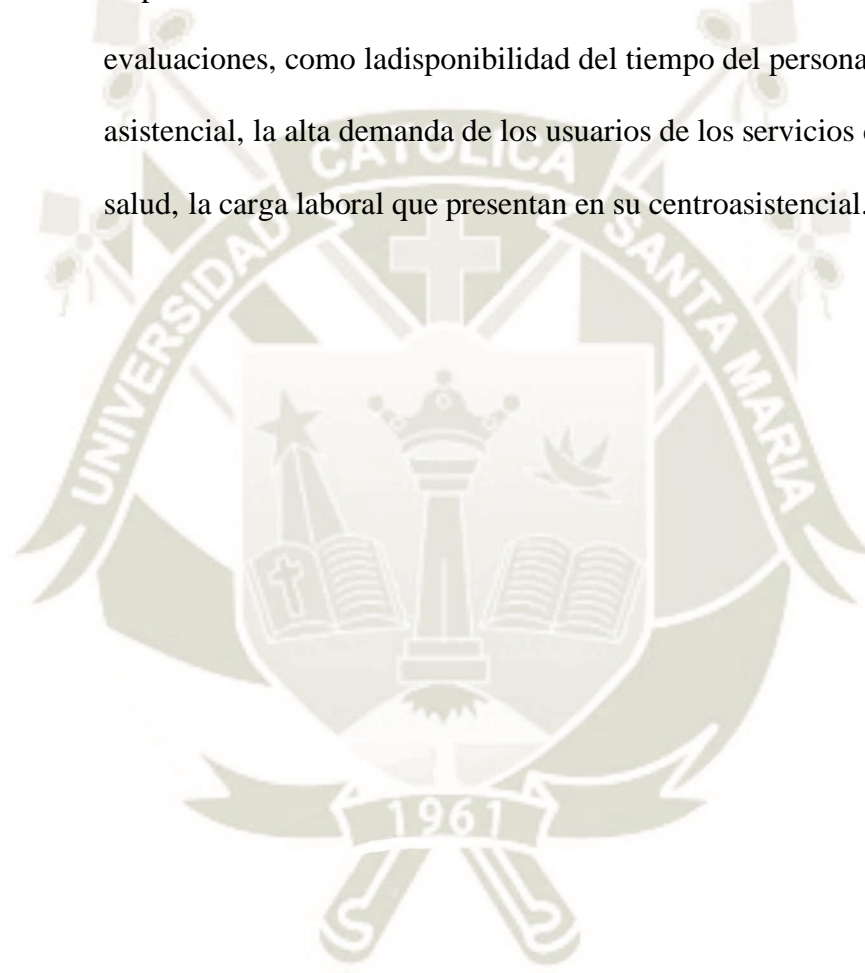 evaluaciones, como ladisponibilidad del tiempo del persona
asistencial, la alta demanda de los usuarios de los servicios
salud, la carga laboral que presentan en su centroasistencial.
UNIVERSIDAD CATOLICA SANTA MARIA
1961